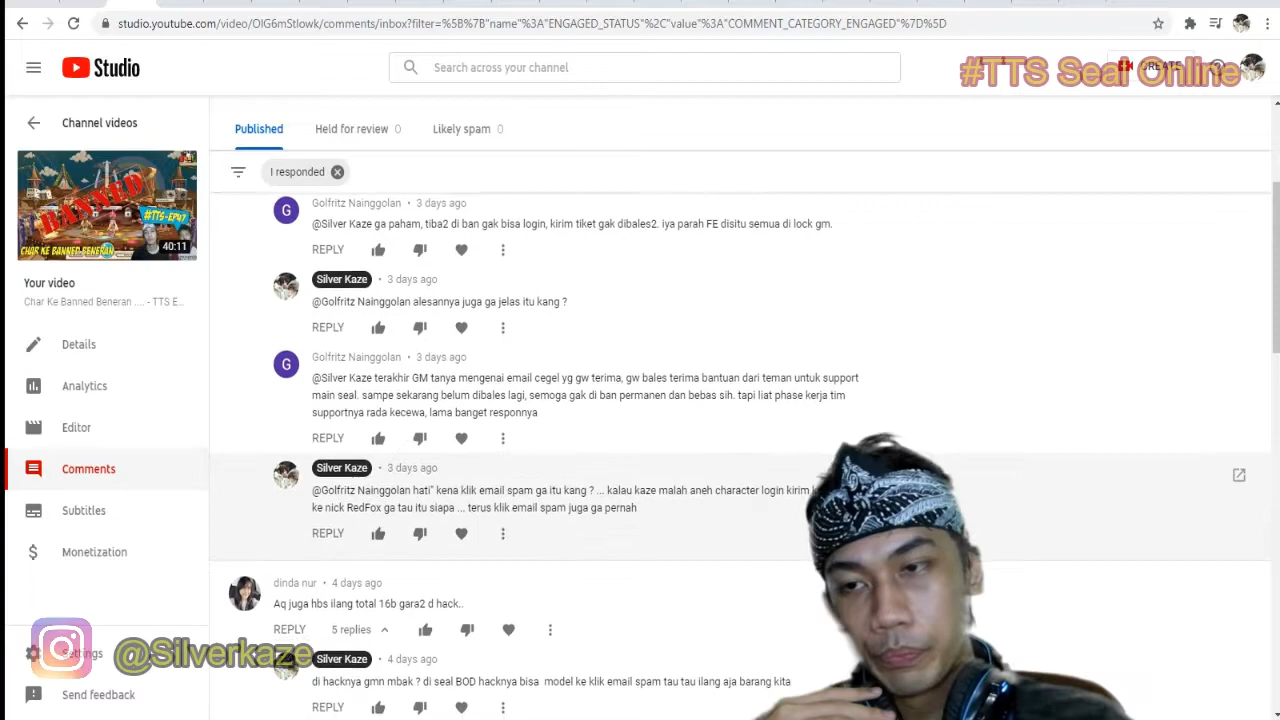 studio.youtube.com/video/OlG6mStlowk/comments/inbox?filter=%5B%7B"name"%3A"ENGAGED_STATUS"%2C"value"%3A"COMMENT_CATEGORY_ENGAGED"%7D%5D
Studio
Search across your channel
CREATE
#TTS Seal Online
Channel videos
Published
Held for review 0
Likely spam 0
I responded
BANNED
#TTS-EP47
CHAR KE BANNED BENERAN
40:11
Your video
Char Ke Banned Beneran .... - TTS E...
Details
Analytics
Editor
Comments
Subtitles
Monetization
Settings
Send feedback
@Silverkaze
Golfritz Nainggolan • 3 days ago
@Silver Kaze ga paham, tiba2 di ban gak bisa login, kirim tiket gak dibales2. iya parah FE disitu semua di lock gm.
REPLY
Silver Kaze • 3 days ago
@Golfritz Nainggolan alesannya juga ga jelas itu kang ?
REPLY
G
Golfritz Nainggolan • 3 days ago
@Silver Kaze terakhir GM tanya mengenai email cegel yg gw terima, gw bales terima bantuan dari teman untuk support
main seal. sampe sekarang belum dibales lagi, semoga gak di ban permanen dan bebas sih. tapi liat phase kerja tim
supportnya rada kecewa, lama banget responnya
REPLY
Silver Kaze • 3 days ago
@Golfritz Nainggolan hati" kena klik email spam ga itu kang ? ... kalau kaze malah aneh character login kirim
ke nick RedFox ga tau itu siapa ... terus klik email spam juga ga pernah
REPLY
dinda nur • 4 days ago
Aq juga hbs ilang total 16b gara2 d hack..
REPLY 5 replies
Silver Kaze • 4 days ago
di hacknya gmn mbak ? di seal BOD hacknya bisa model ke klik email spam tau tau ilang aja barang kita
REPLY